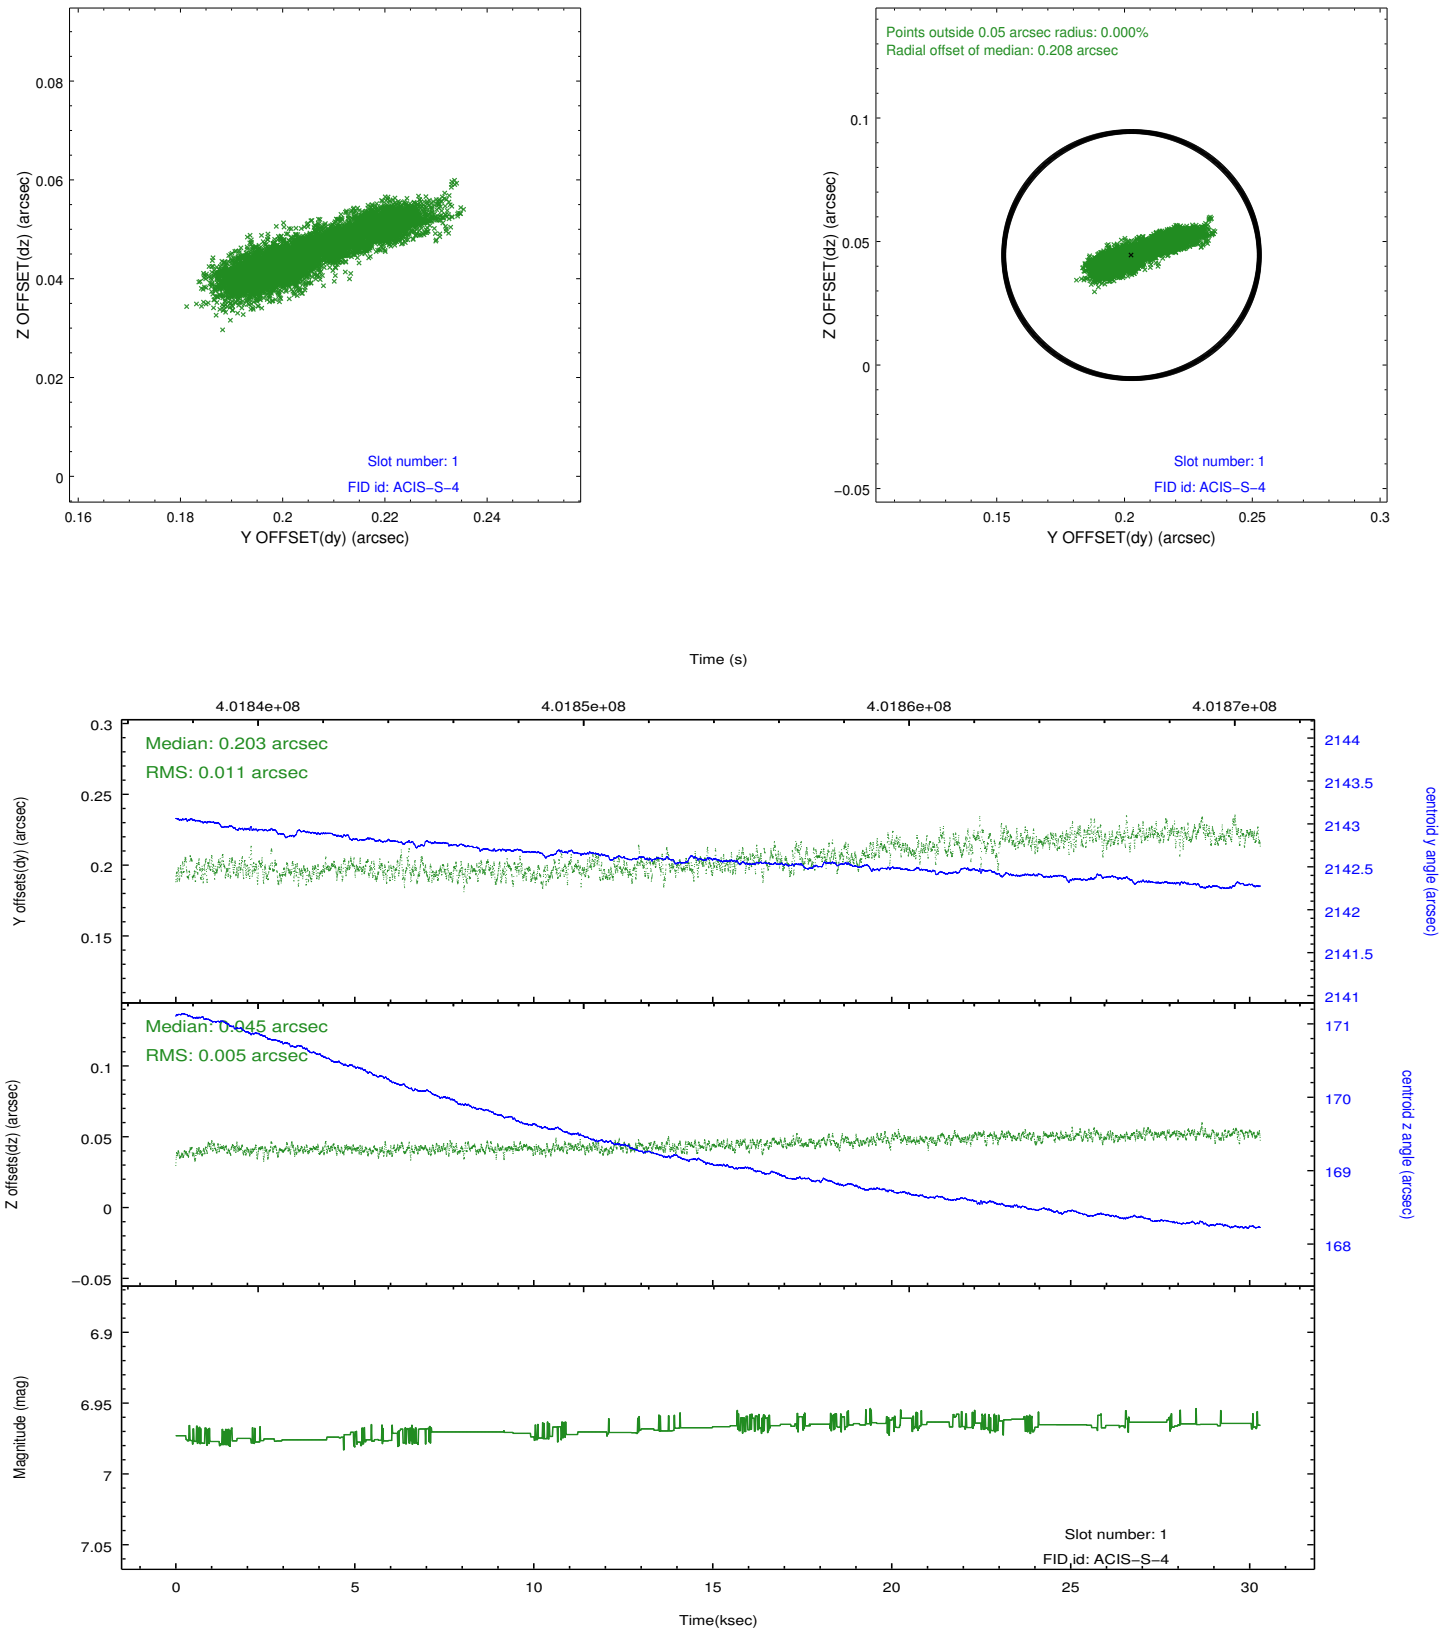 0.08
0.06
0.04
0.02
0
Z OFFSET(dz) (arcsec)
Slot number: 1
FID id: ACIS−S−4
0.16 0.18 0.2 0.22 0.24
Y OFFSET(dy) (arcsec)
Points outside 0.05 arcsec radius: 0.000%
Radial offset of median: 0.208 arcsec
0.1
0.05
0
−0.05
Z OFFSET(dz) (arcsec)
Slot number: 1
FID id: ACIS−S−4
0.15 0.2 0.25 0.3
Y OFFSET(dy) (arcsec)
Time (s)
4.0184e+08 4.0185e+08 4.0186e+08 4.0187e+08
Median: 0.203 arcsec
RMS: 0.011 arcsec
0.3
0.25
0.2
0.15
Y offsets(dy) (arcsec)
2144
2143.5
2143
2142.5
2142
2141.5
2141
centroid y angle (arcsec)
Median: 0.045 arcsec
RMS: 0.005 arcsec
0.1
0.05
0
−0.05
Z offsets(dz) (arcsec)
171
170
169
168
centroid z angle (arcsec)
6.9
6.95
7
7.05
Magnitude (mag)
Slot number: 1
FID id: ACIS−S−4
0 5 10 15 20 25 30
Time(ksec)